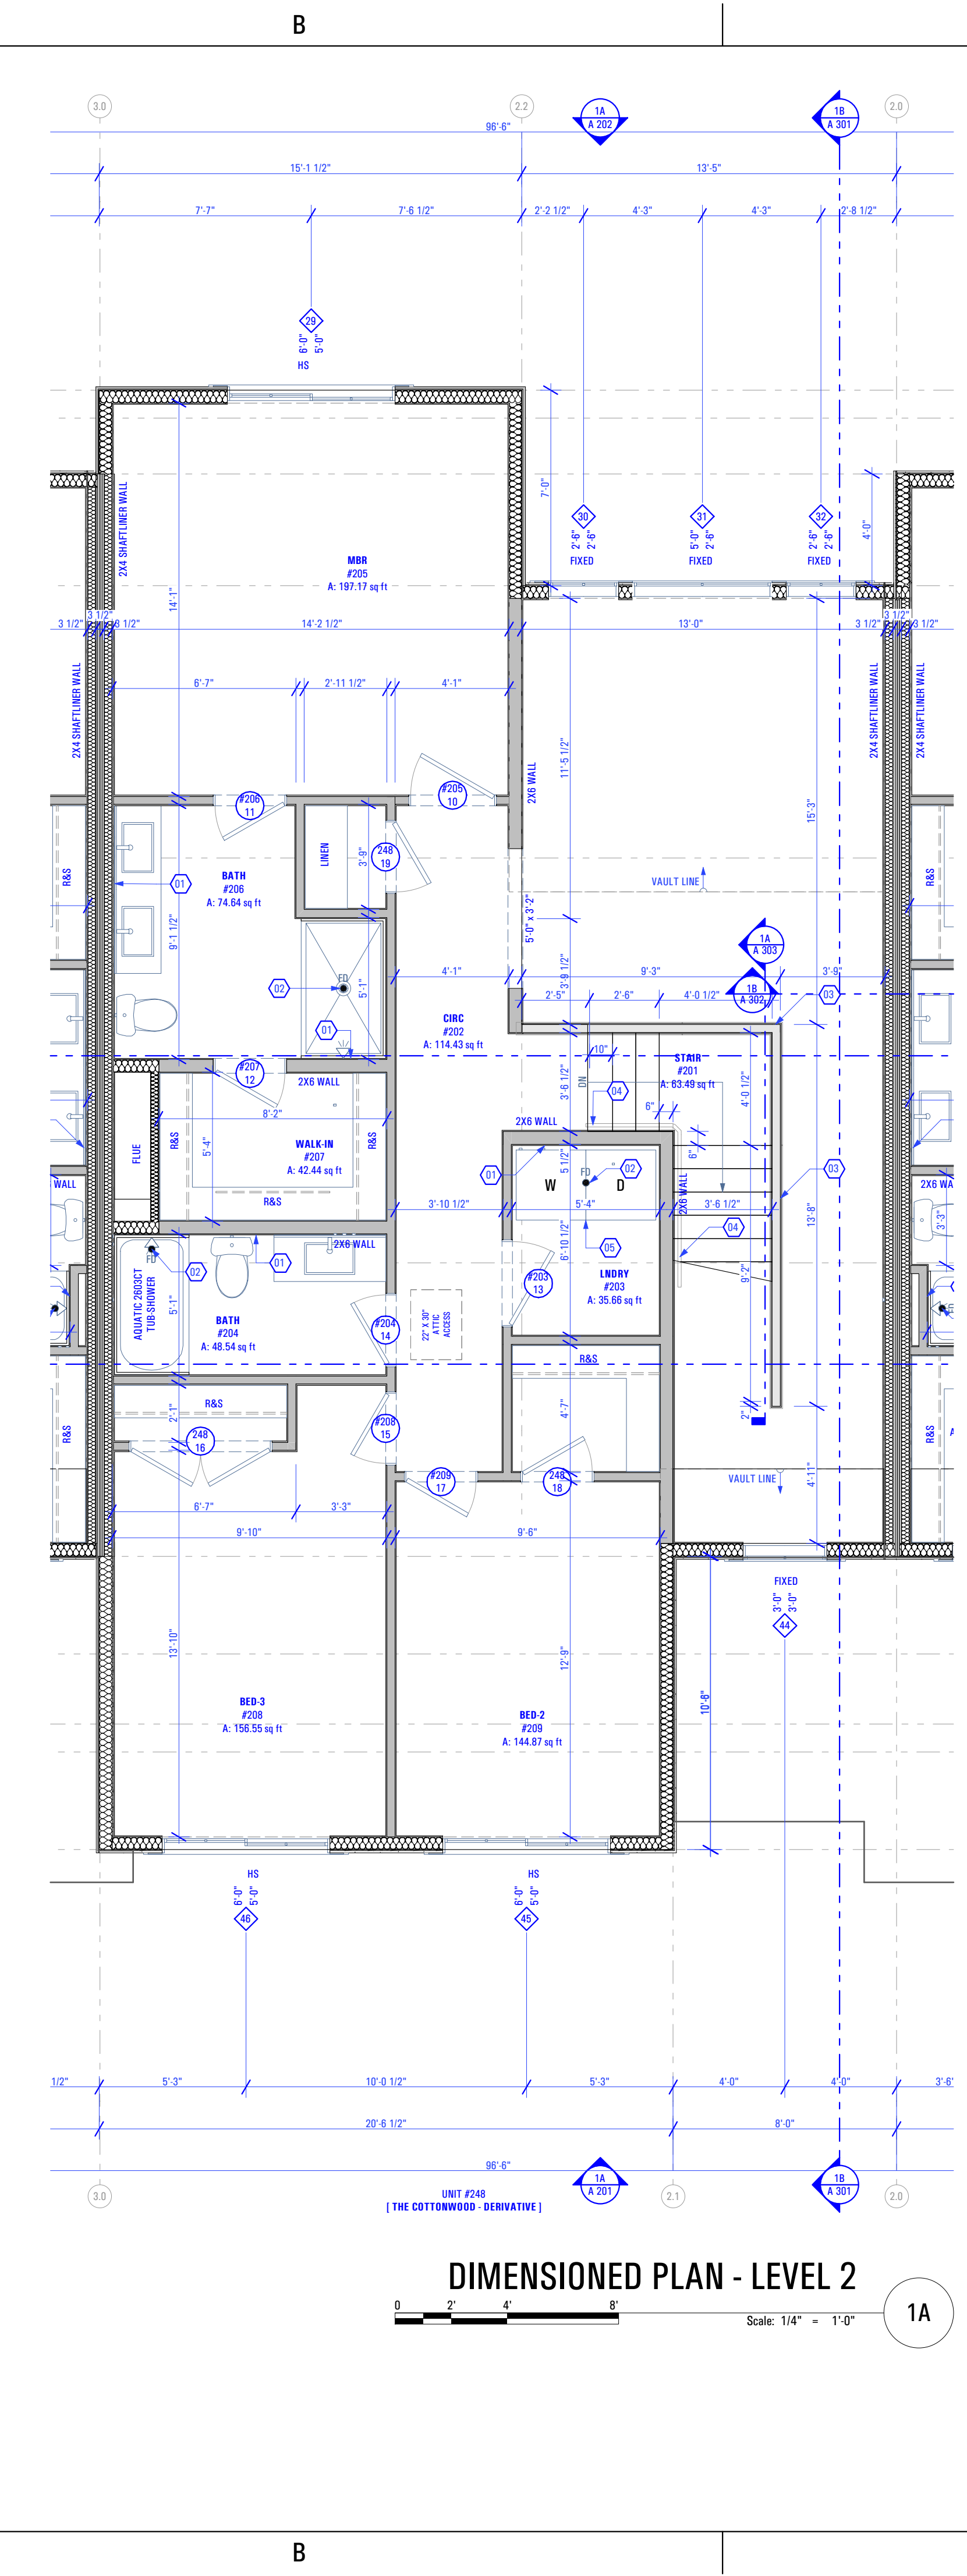 B
3.0
2.2
1A
A 202
1B
A 301
2.0
96'-6"
15'-1 1/2"
13'-5"
7'-7"
7'-6 1/2"
2'-2 1/2"
4'-3"
4'-3"
2'-8 1/2"
29
6'-0"
5'-0"
HS
7'-0"
4'-0"
30
31
32
2'-6"
2'-6"
5'-0"
2'-6"
2'-6"
2'-6"
FIXED
FIXED
FIXED
2X4 SHAFTLINER WALL
MBR
#205
A: 197.17 sq ft
14'-1"
3 1/2"
3 1/2"
3 1/2"
14'-2 1/2"
13'-0"
3 1/2"
3 1/2"
3 1/2"
2X4 SHAFTLINER WALL
2X4 SHAFTLINER WALL
2X4 SHAFTLINER WALL
6'-7"
2'-11 1/2"
4'-1"
11'-5 1/2"
2X6 WALL
15'-3"
#206
11
#205
10
R&S
BATH
#206
A: 74.64 sq ft
01
LINEN
3'-9"
248
19
VAULT LINE
R&S
9'-1 1/2"
5'-0" x 3'-2"
1A
A 303
02
FD
5'-1"
4'-1"
3'-9 1/2"
9'-3"
3'-9"
2'-5"
2'-6"
4'-0 1/2"
1B
A 302
03
01
CIRC
#202
A: 114.43 sq ft
10"
STAIR
#201
A: 63.49 sq ft
#207
12
2X6 WALL
DN
04
3'-6 1/2"
4'-0 1/2"
6"
8'-2"
2X6 WALL
FLUE
R&S
5'-4"
WALK-IN
#207
A: 42.44 sq ft
R&S
R&S
6"
01
5 1/2"
W
FD
D
02
03
WALL
2X6 WALL
2X6 WALL
3'-10 1/2"
5'-4"
3'-6 1/2"
13'-8"
3'-3"
04
2X6 WALL
6'-10 1/2"
05
01
02
FD
AQUATIC 2603CT
TUB-SHOWER
5'-1"
BATH
#204
A: 48.54 sq ft
#204
14
22" X 30"
ATTIC
ACCESS
#203
13
LNDRY
#203
A: 35.66 sq ft
9'-2"
R&S
R&S
2'-1"
R&S
4'-7"
2"
R&S
248
16
#208
15
#209
17
248
18
VAULT LINE
4'-11"
6'-7"
3'-3"
9'-10"
9'-6"
FIXED
3'-0"
3'-0"
44
13'-10"
12'-9"
10'-6"
BED-3
#208
A: 156.55 sq ft
BED-2
#209
A: 144.87 sq ft
HS
HS
6'-0"
5'-0"
6'-0"
5'-0"
46
45
1/2"
5'-3"
10'-0 1/2"
5'-3"
4'-0"
4'-0"
3'-6'
20'-6 1/2"
8'-0"
96'-6"
3.0
UNIT #248
[ THE COTTONWOOD - DERIVATIVE ]
1A
A 201
2.1
1B
A 301
2.0
DIMENSIONED PLAN - LEVEL 2
0 2' 4' 8'
Scale: 1/4" = 1'-0"
1A
B